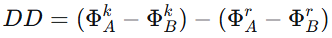 DD = (Φ_A^k − Φ_B^k) − (Φ_A^r − Φ_B^r)